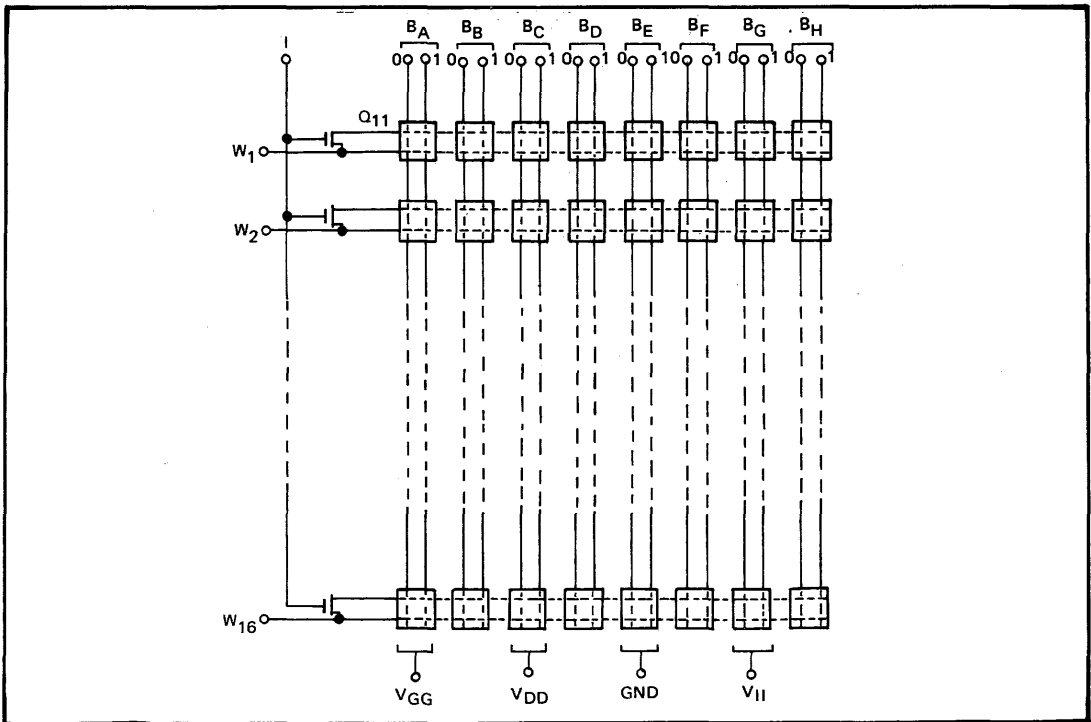 I BA BB BC BD BE BF BG BH
0 1 0 1 0 1 0 1 0 1 0 1 0 1 0 1
Q11
W1
W2
W16
VGG VDD GND VII